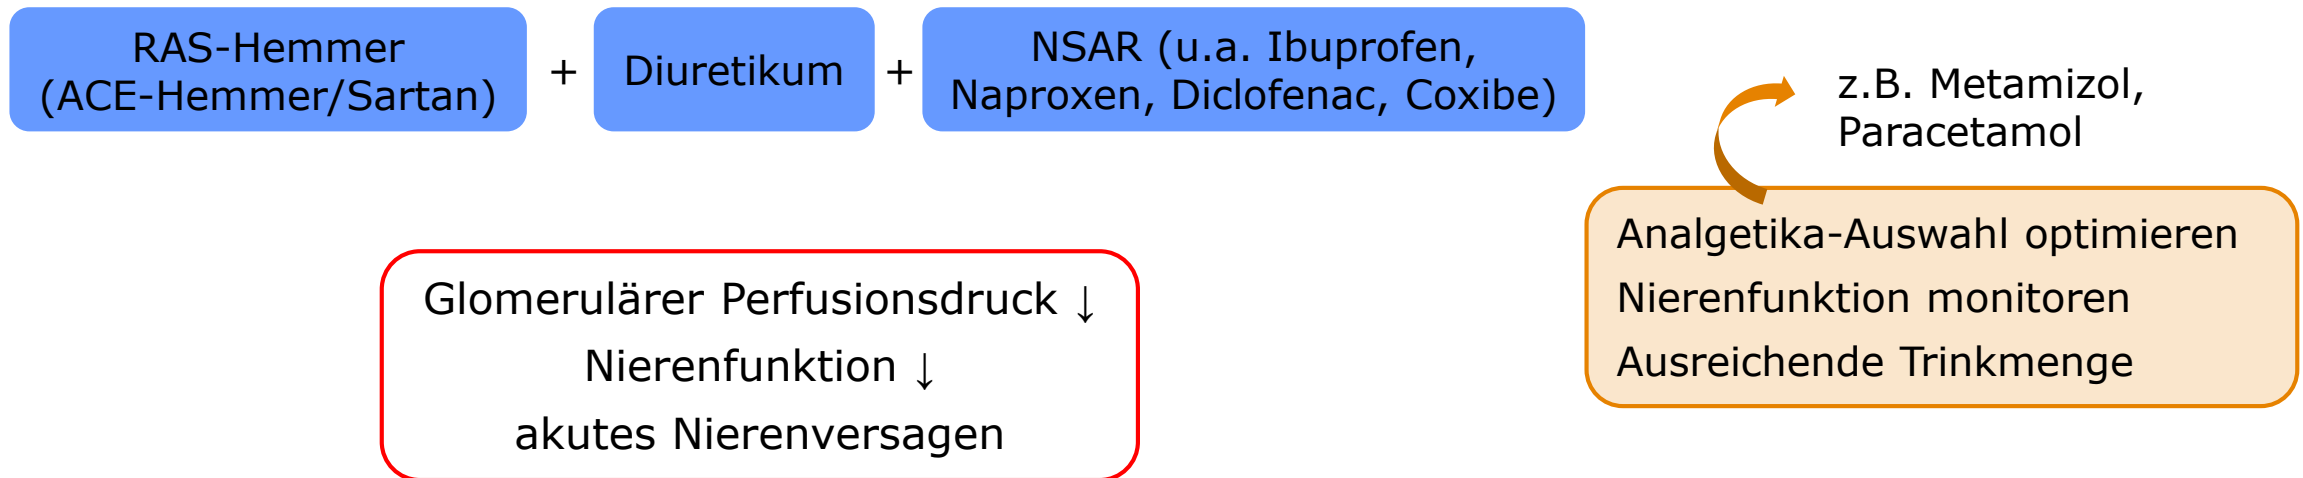 RAS-Hemmer
(ACE-Hemmer/Sartan)
+
Diuretikum
+
NSAR (u.a. Ibuprofen,
Naproxen, Diclofenac, Coxibe)
z.B. Metamizol,
Paracetamol
Glomerulärer Perfusionsdruck ↓
Nierenfunktion ↓
akutes Nierenversagen
Analgetika-Auswahl optimieren
Nierenfunktion monitoren
Ausreichende Trinkmenge